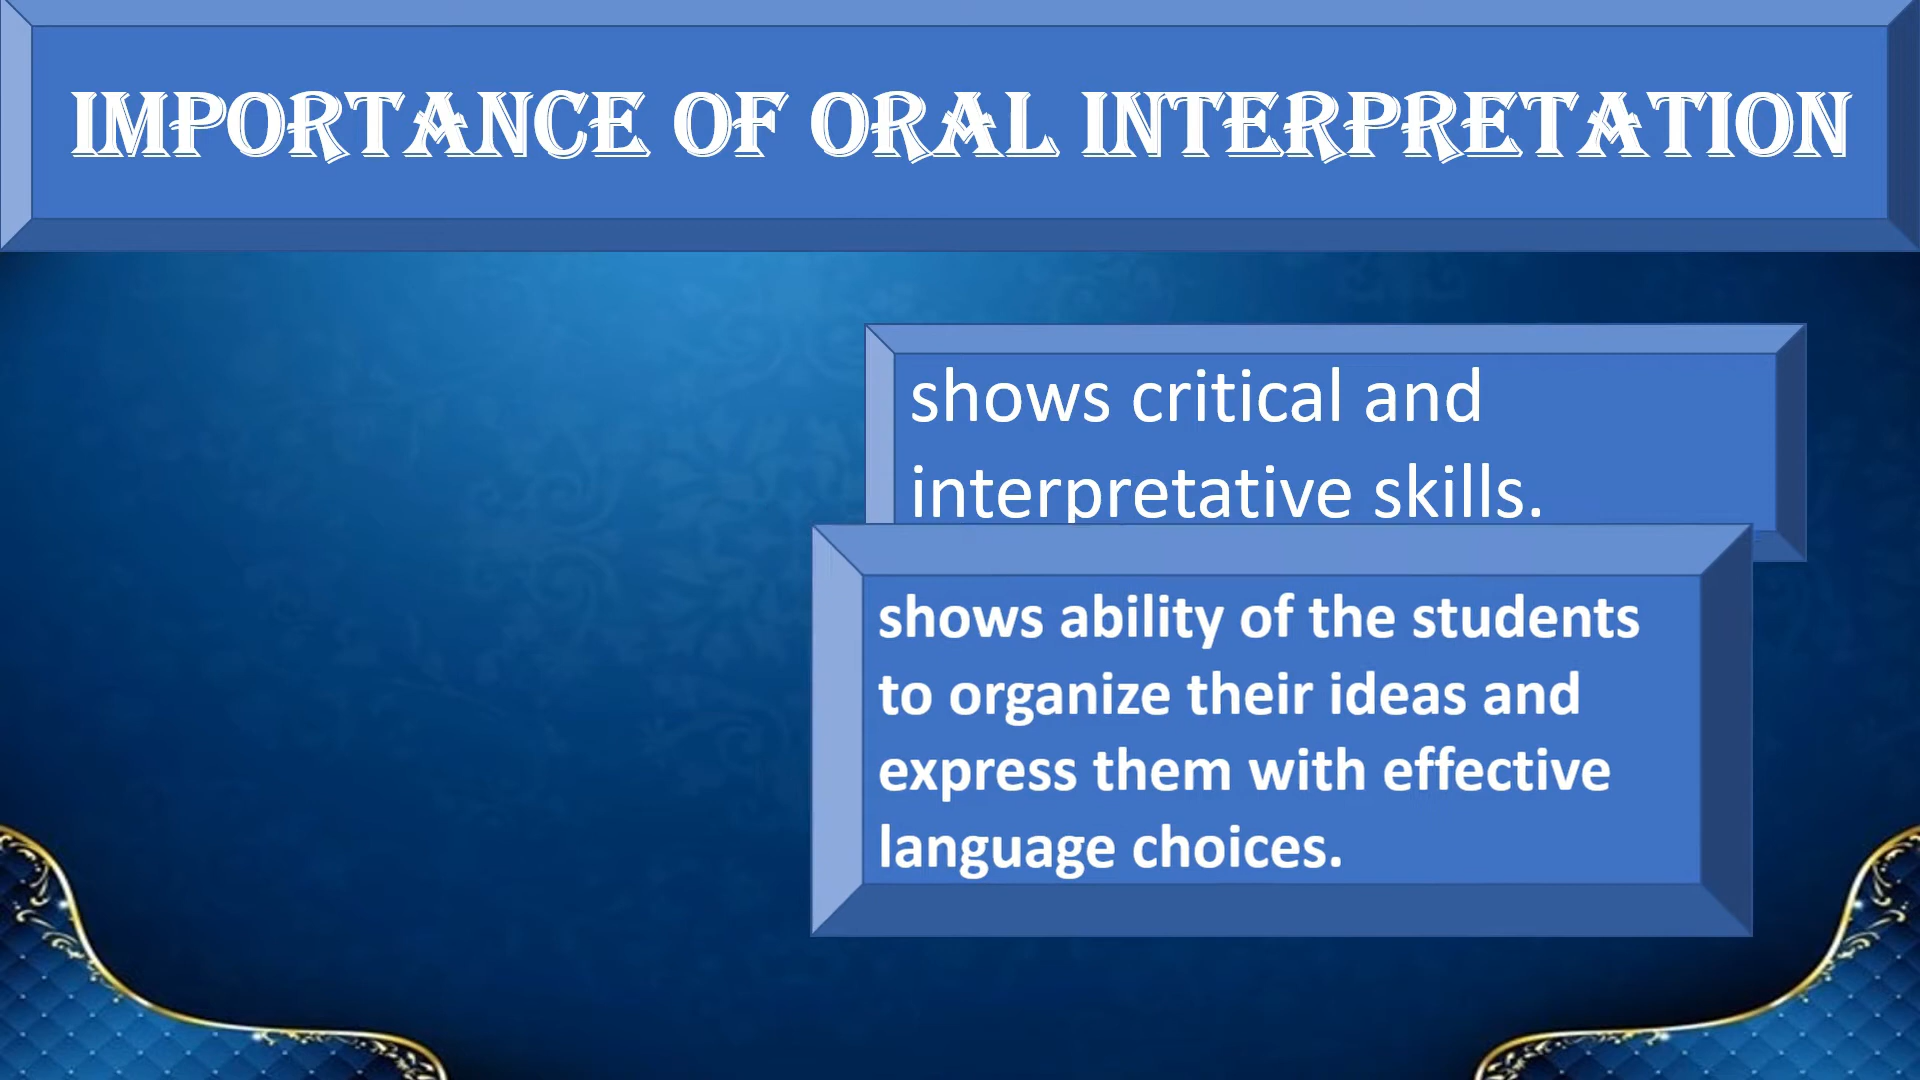 IMPORTANCE OF ORAL INTERPRETATION
shows critical and
interpretative skills.
shows ability of the students
to organize their ideas and
express them with effective
language choices.